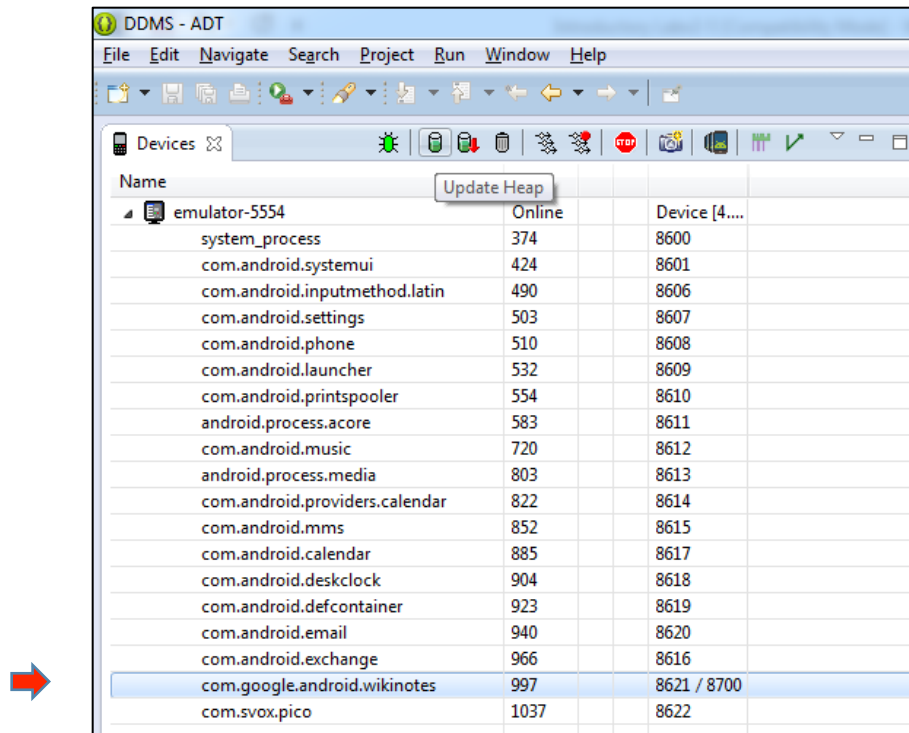 DDMS - ADT
File Edit Navigate Search Project Run Window Help
Devices
STOP
Name
Update Heap
emulator-5554 Online Device [4....
system_process 374 8600
com.android.systemui 424 8601
com.android.inputmethod.latin 490 8606
com.android.settings 503 8607
com.android.phone 510 8608
com.android.launcher 532 8609
com.android.printspooler 554 8610
android.process.acore 583 8611
com.android.music 720 8612
android.process.media 803 8613
com.android.providers.calendar 822 8614
com.android.mms 852 8615
com.android.calendar 885 8617
com.android.deskclock 904 8618
com.android.defcontainer 923 8619
com.android.email 940 8620
com.android.exchange 966 8616
com.google.android.wikinotes 997 8621 / 8700
com.svox.pico 1037 8622